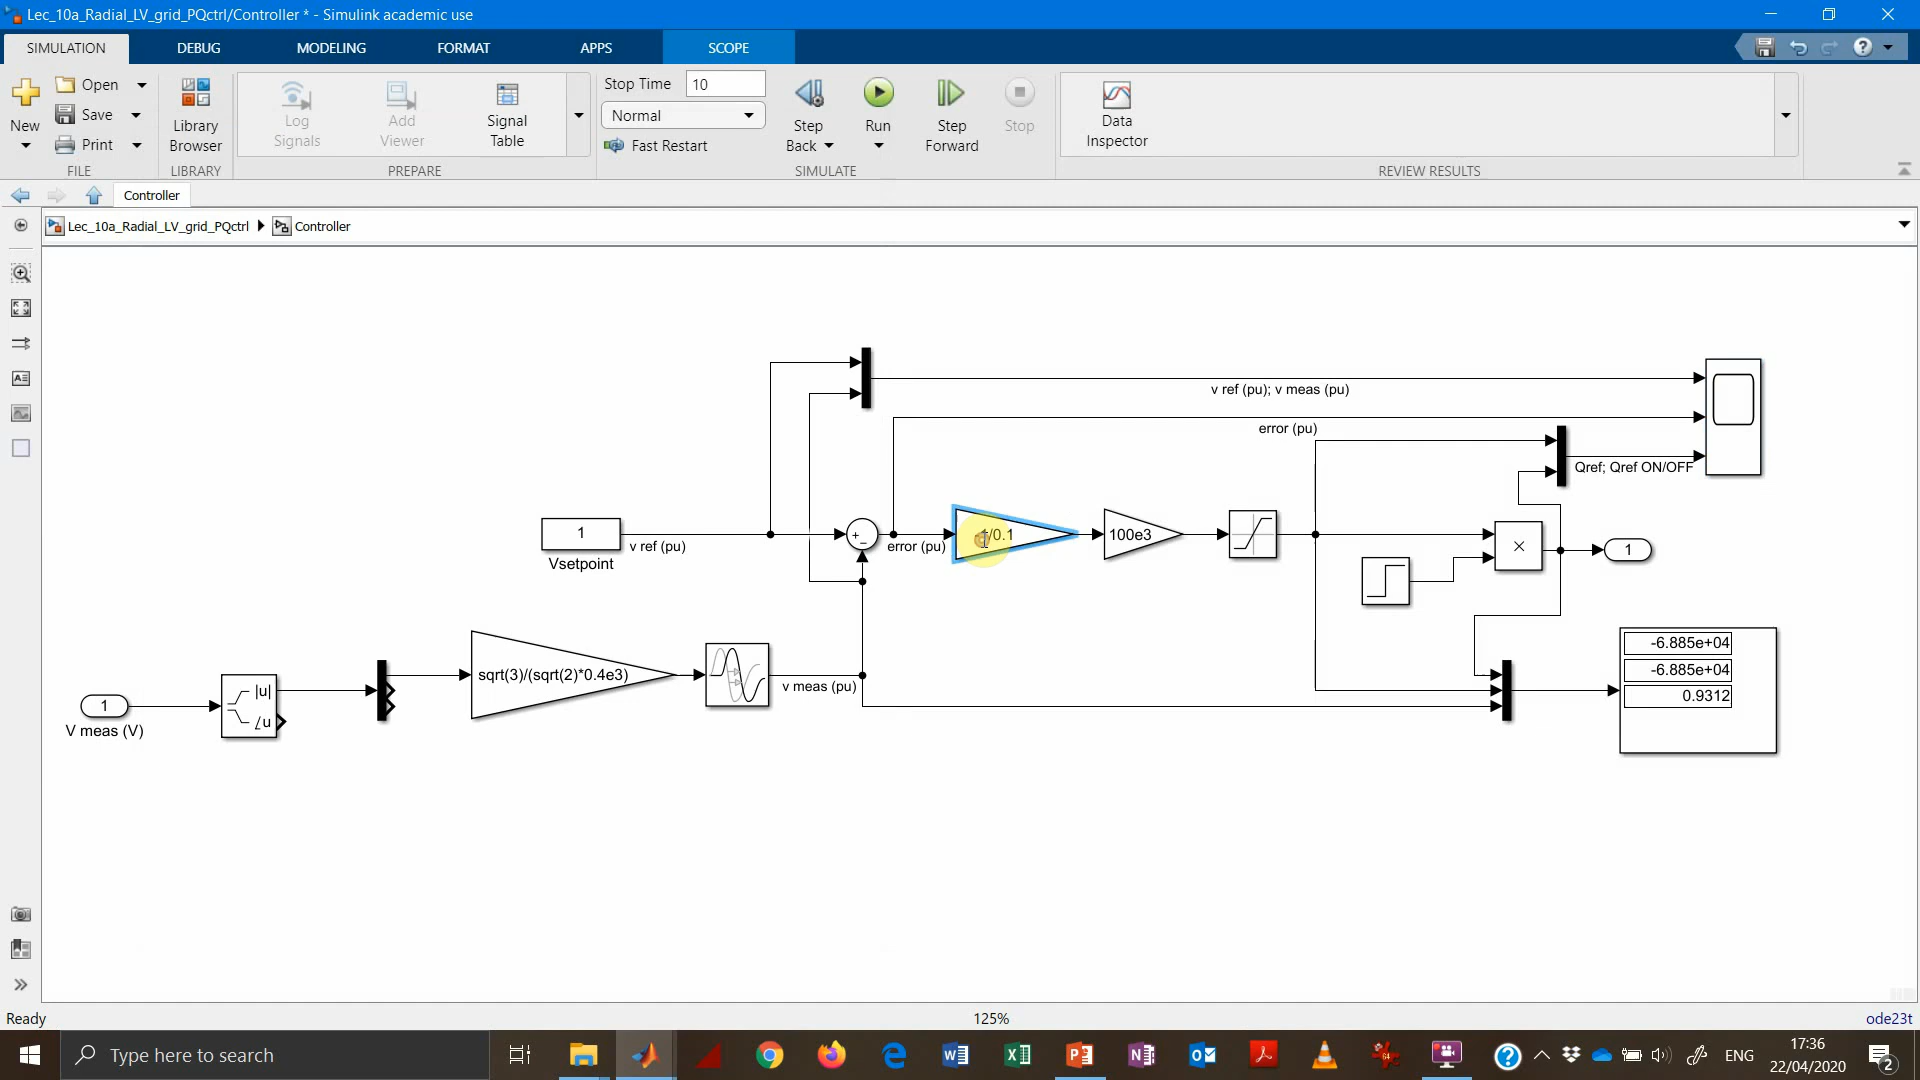 Lec_10a_Radial_LV_grid_PQctrl/Controller * - Simulink academic use
SIMULATION DEBUG MODELING FORMAT APPS SCOPE
New
Open
Save
Print
FILE
Library Browser
LIBRARY
Log Signals
Add Viewer
Signal Table
PREPARE
Stop Time 10
Normal
Fast Restart
Step Back
Run
Step Forward
Stop
SIMULATE
Data Inspector
REVIEW RESULTS
Controller
Lec_10a_Radial_LV_grid_PQctrl Controller
v ref (pu); v meas (pu)
error (pu)
Qref; Qref ON/OFF
1
Vsetpoint
v ref (pu)
+
-
error (pu)
1/0.1
100e3
×
1
1
V meas (V)
|u|
∠u
sqrt(3)/(sqrt(2)*0.4e3)
v meas (pu)
-6.885e+04
-6.885e+04
0.9312
Ready 125% ode23t
Type here to search
ENG
17:36
22/04/2020
2